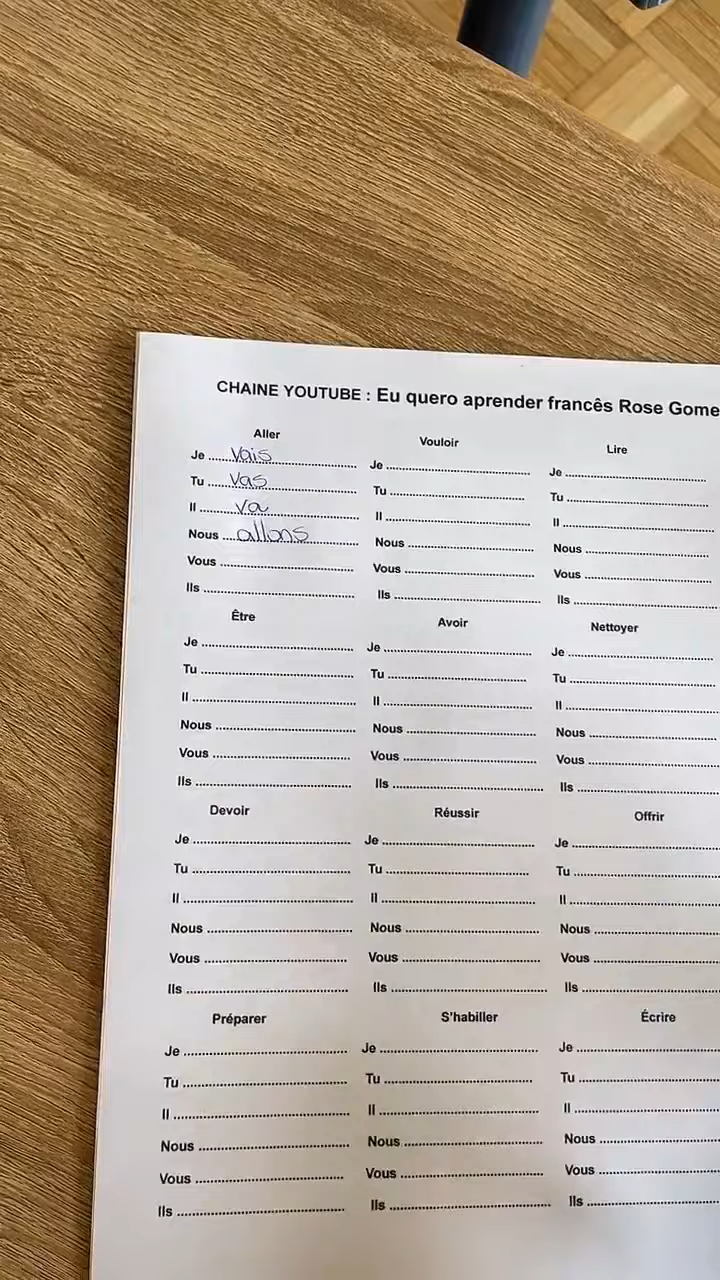 CHAINE YOUTUBE : Eu quero aprender francês Rose Gome
Aller
Je vais
Tu vas
Il va
Nous allons
Vous
Ils
Vouloir
Je
Tu
Il
Nous
Vous
Ils
Lire
Je
Tu
Il
Nous
Vous
Ils
Être
Je
Tu
Il
Nous
Vous
Ils
Avoir
Je
Tu
Il
Nous
Vous
Ils
Nettoyer
Je
Tu
Il
Nous
Vous
Ils
Devoir
Je
Tu
Il
Nous
Vous
Ils
Réussir
Je
Tu
Il
Nous
Vous
Ils
Offrir
Je
Tu
Il
Nous
Vous
Ils
Préparer
Je
Tu
Il
Nous
Vous
Ils
S'habiller
Je
Tu
Il
Nous
Vous
Ils
Écrire
Je
Tu
Il
Nous
Vous
Ils